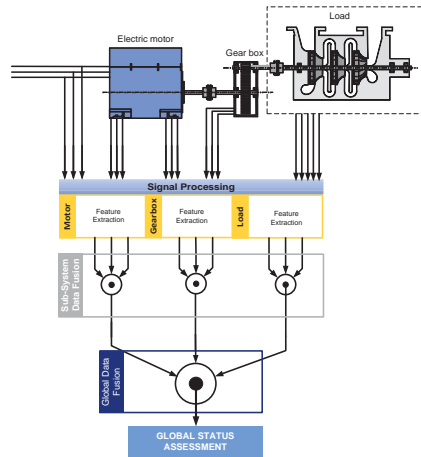 Load
Electric motor
Gear box
Signal Processing
Motor
Feature
Extraction
Gearbox
Feature
Extraction
Load
Feature
Extraction
Sub-System
Data Fusion
Global Data
Fusion
GLOBAL STATUS
ASSESSMENT